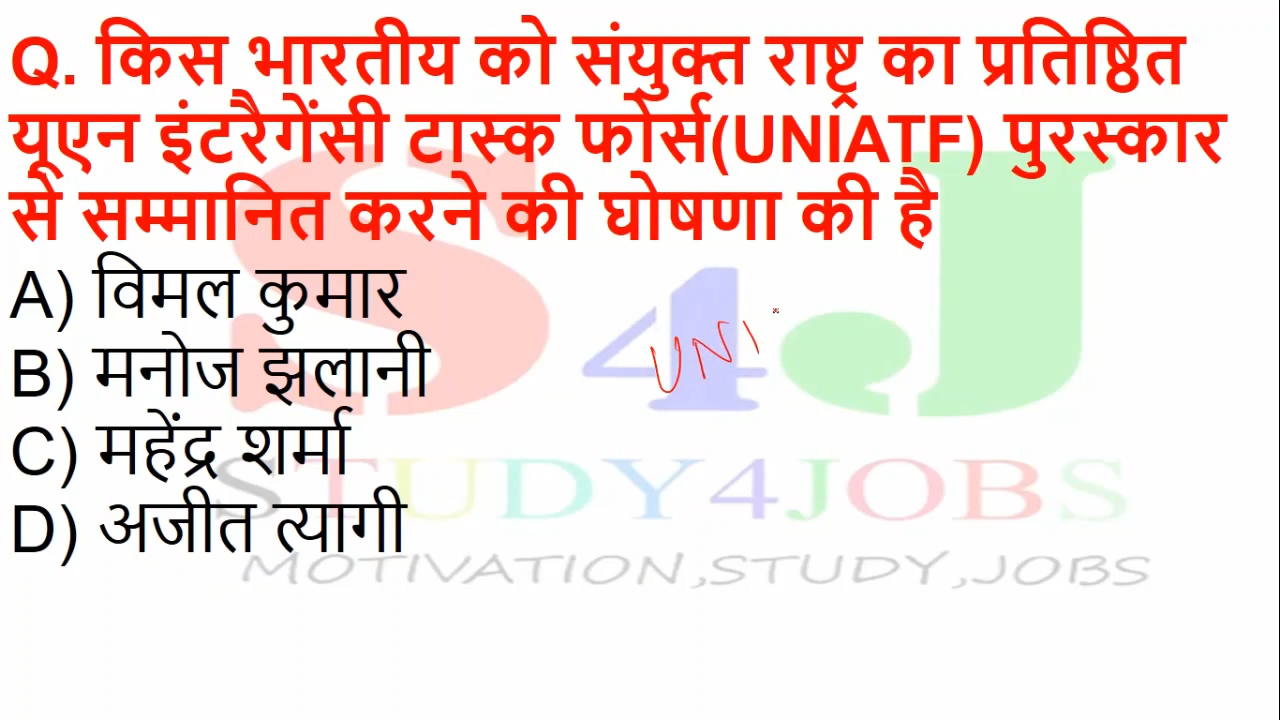 Q. किस भारतीय को संयुक्त राष्ट्र का प्रतिष्ठित
यूएन इंटरैगेंसी टास्क फोर्स(UNIATF) पुरस्कार
से सम्मानित करने की घोषणा की है
A) विमल कुमार
B) मनोज झलानी
C) महेंद्र शर्मा
D) अजीत त्यागी
UNI
S4J
STUDY4JOBS
MOTIVATION,STUDY,JOBS